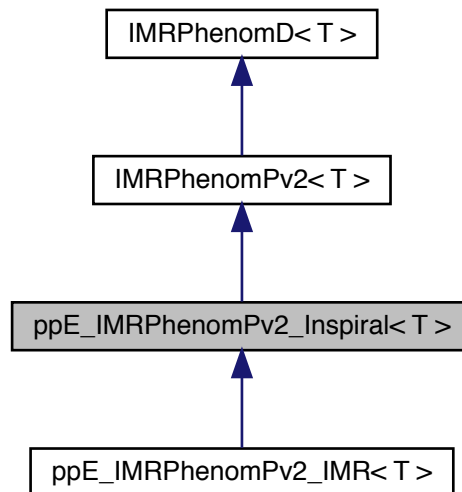 IMRPhenomD< T >
IMRPhenomPv2< T >
ppE_IMRPhenomPv2_Inspiral< T >
ppE_IMRPhenomPv2_IMR< T >